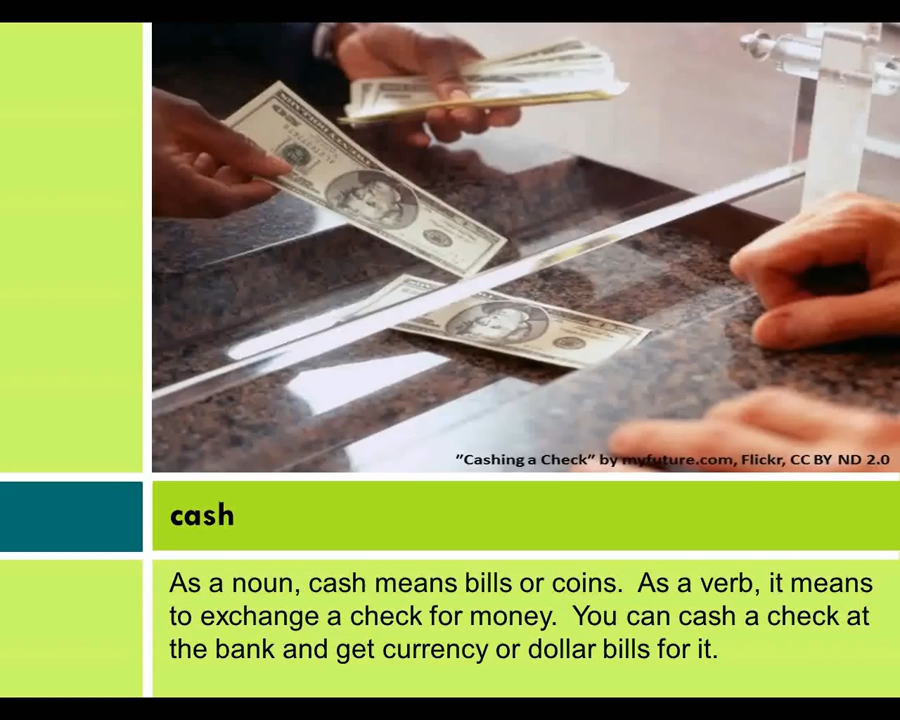 "Cashing a Check" by myfuture.com, Flickr, CC BY ND 2.0
cash
As a noun, cash means bills or coins.  As a verb, it means
to exchange a check for money.  You can cash a check at
the bank and get currency or dollar bills for it.